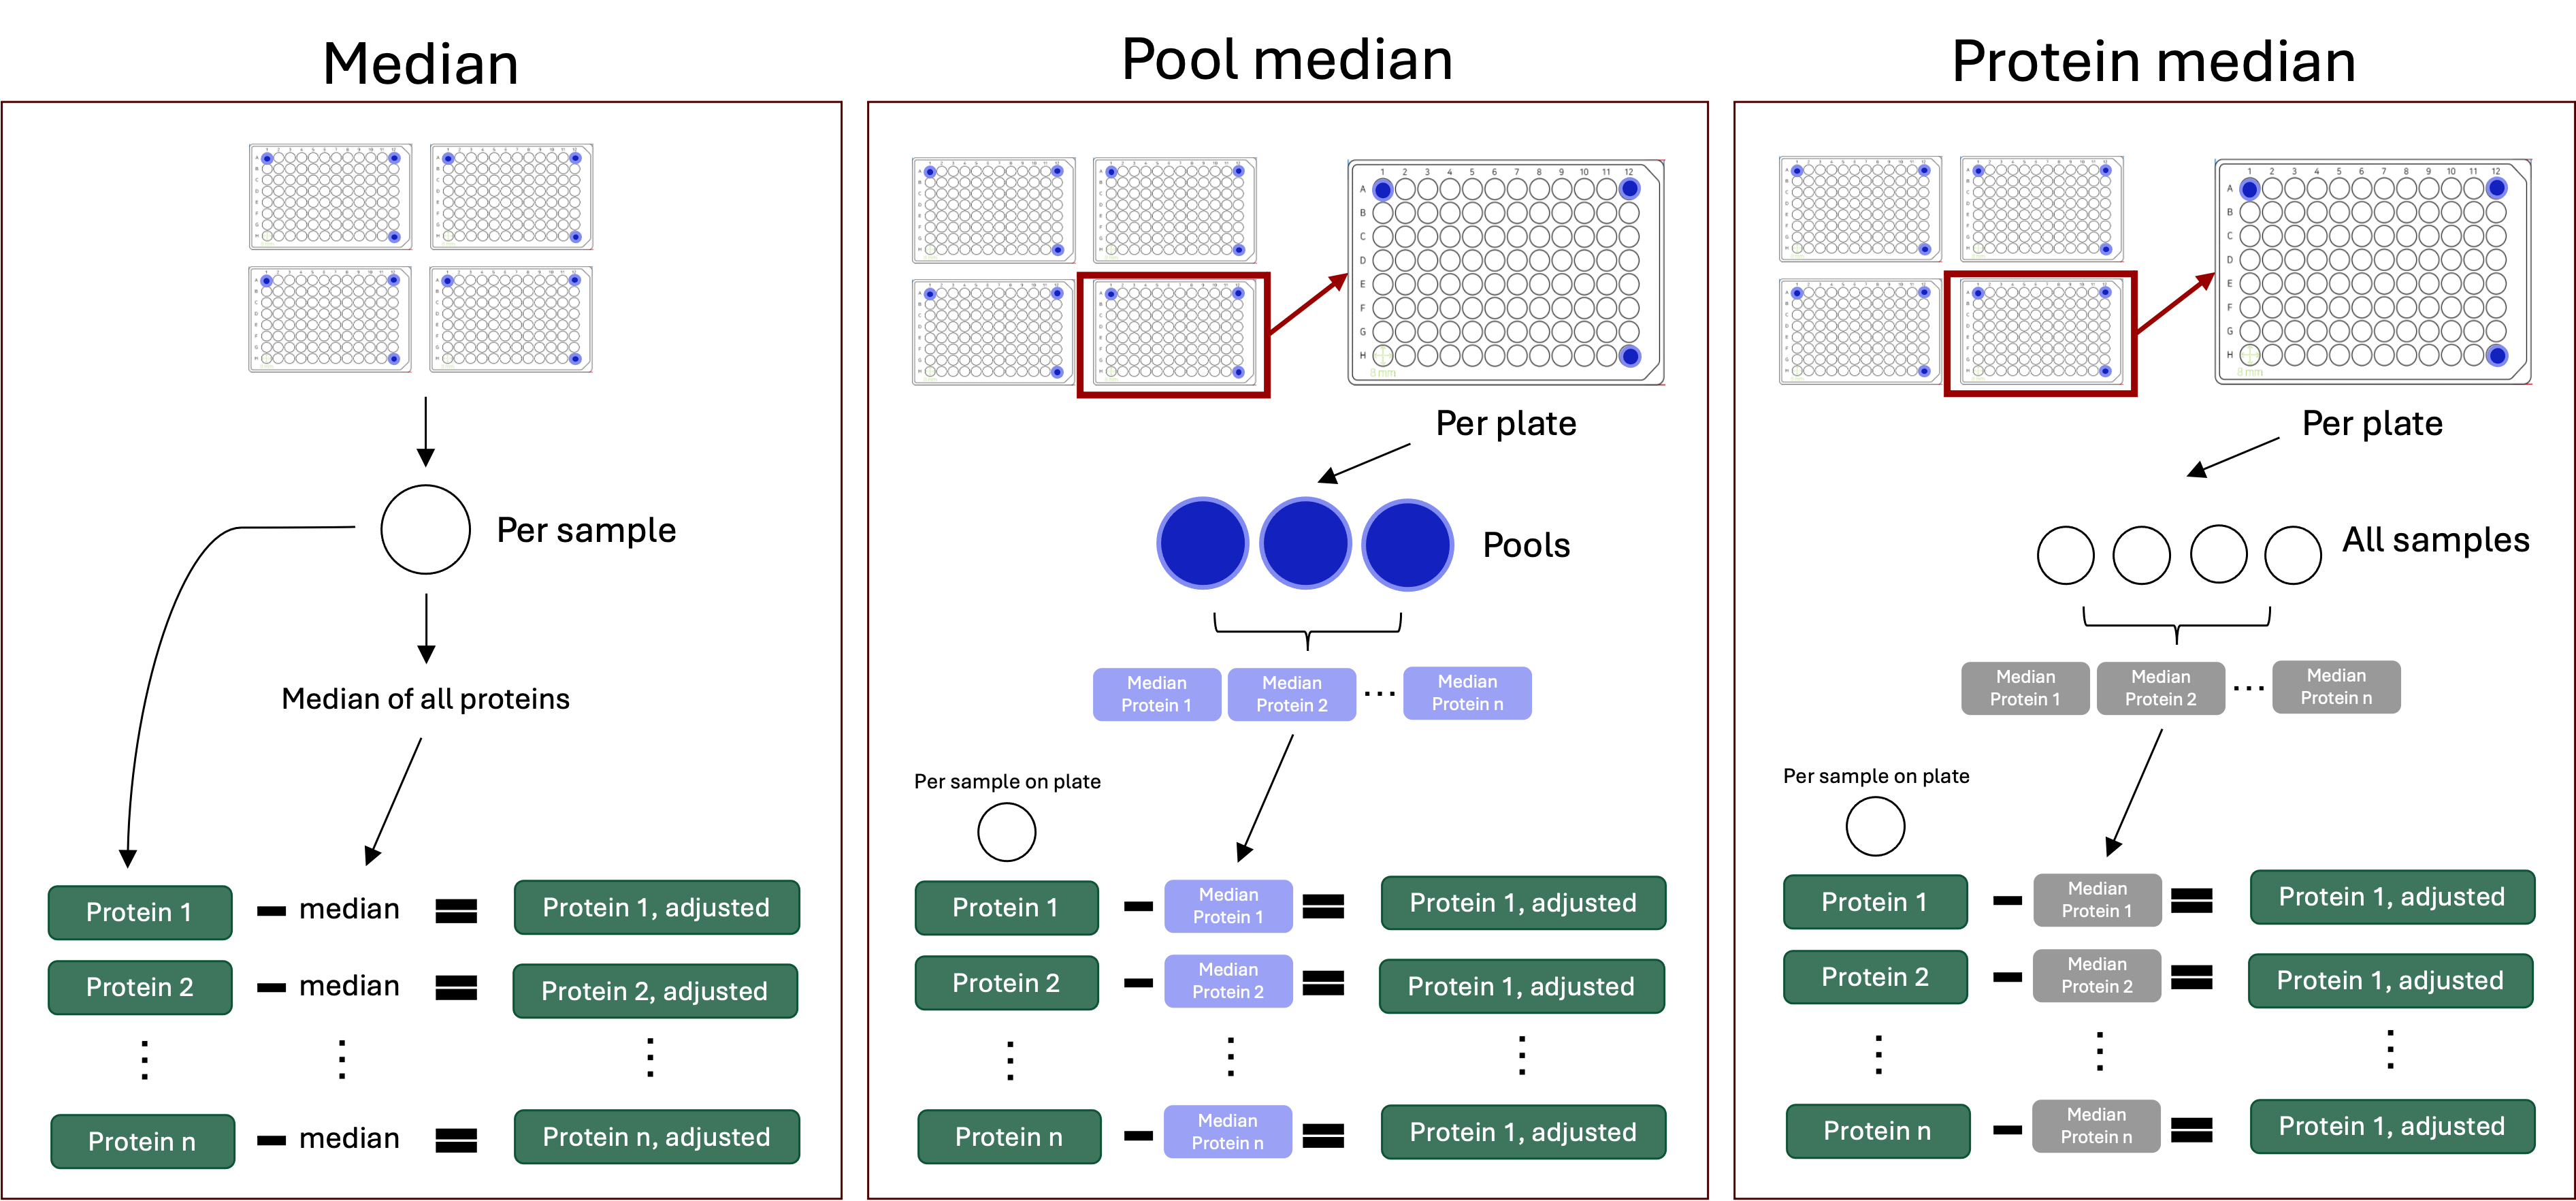 Median
Per sample
Median of all proteins
Protein 1
median
Protein 1, adjusted
Protein 2
median
Protein 2, adjusted
Protein n
median
Protein n, adjusted
Pool median
1 2 3 4 5 6 7 8 9 10 11 12
A
B
C
D
E
F
G
H
8 mm
Per plate
Pools
Median
Protein 1
Median
Protein 2
...
Median
Protein n
Per sample on plate
Protein 1
Median
Protein 1
Protein 1, adjusted
Protein 2
Median
Protein 2
Protein 1, adjusted
Protein n
Median
Protein n
Protein 1, adjusted
Protein median
1 2 3 4 5 6 7 8 9 10 11 12
A
B
C
D
E
F
G
H
8 mm
Per plate
All samples
Median
Protein 1
Median
Protein 2
...
Median
Protein n
Per sample on plate
Protein 1
Median
Protein 1
Protein 1, adjusted
Protein 2
Median
Protein 2
Protein 1, adjusted
Protein n
Median
Protein n
Protein 1, adjusted